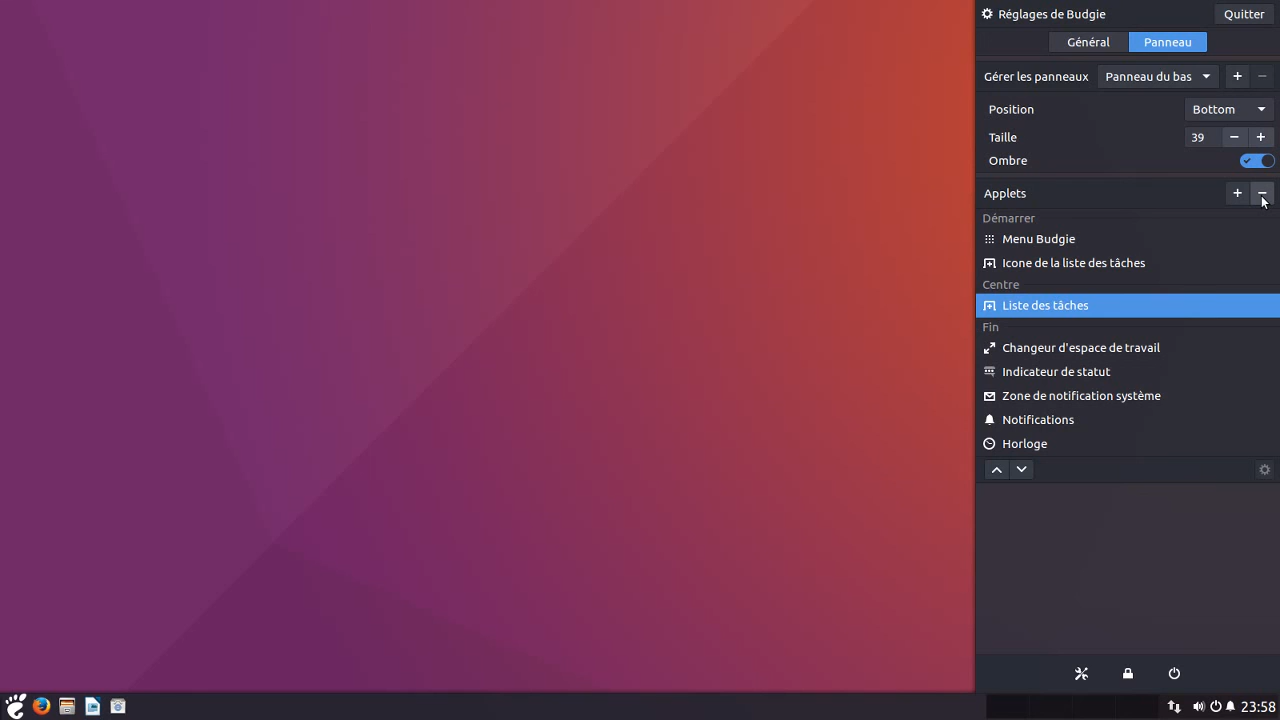 Réglages de Budgie
Quitter
Général
Panneau
Gérer les panneaux
Panneau du bas
Position
Bottom
Taille
39
Ombre
Applets
Démarrer
Menu Budgie
Icone de la liste des tâches
Centre
Liste des tâches
Fin
Changeur d'espace de travail
Indicateur de statut
Zone de notification système
Notifications
Horloge
23:58